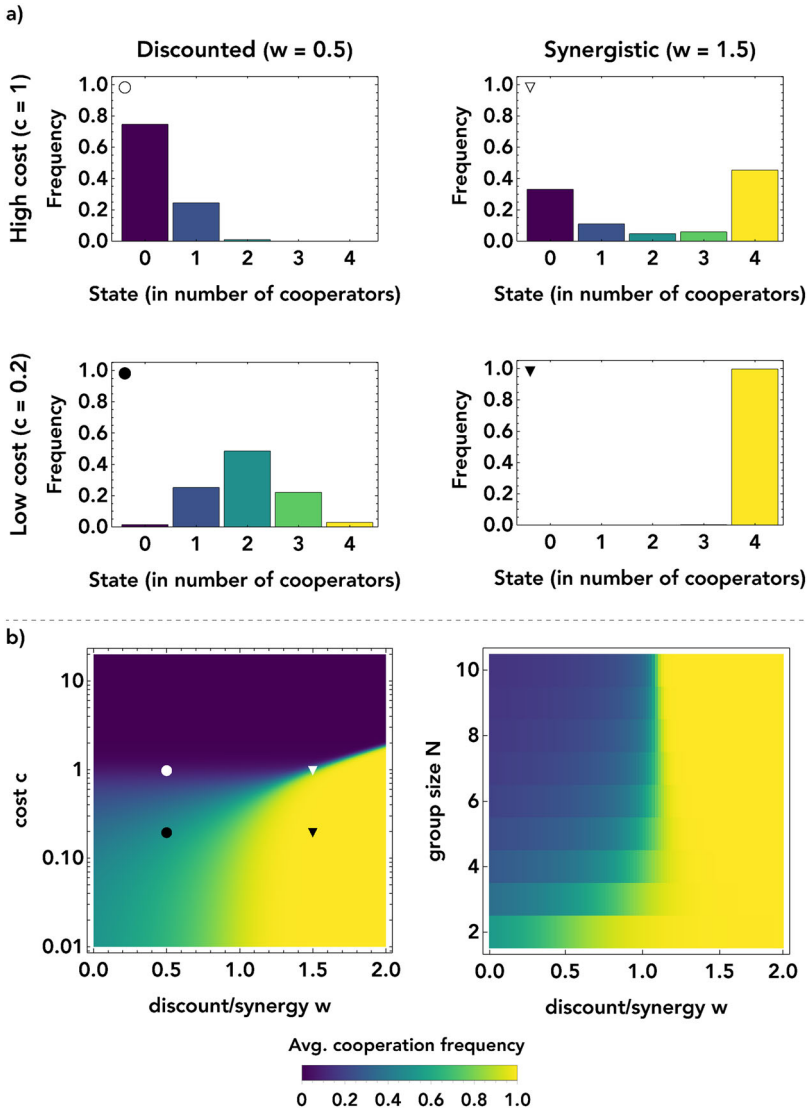 a)
Discounted (w = 0.5)
Synergistic (w = 1.5)
High cost (c = 1)
Frequency
1.0
0.8
0.6
0.4
0.2
0.0
0 1 2 3 4
State (in number of cooperators)
Frequency
1.0
0.8
0.6
0.4
0.2
0.0
0 1 2 3 4
State (in number of cooperators)
Low cost (c = 0.2)
Frequency
1.0
0.8
0.6
0.4
0.2
0.0
0 1 2 3 4
State (in number of cooperators)
Frequency
1.0
0.8
0.6
0.4
0.2
0.0
0 1 2 3 4
State (in number of cooperators)
b)
cost c
10
1
0.10
0.01
0.0 0.5 1.0 1.5 2.0
discount/synergy w
group size N
10
8
6
4
2
0.0 0.5 1.0 1.5 2.0
discount/synergy w
Avg. cooperation frequency
0 0.2 0.4 0.6 0.8 1.0